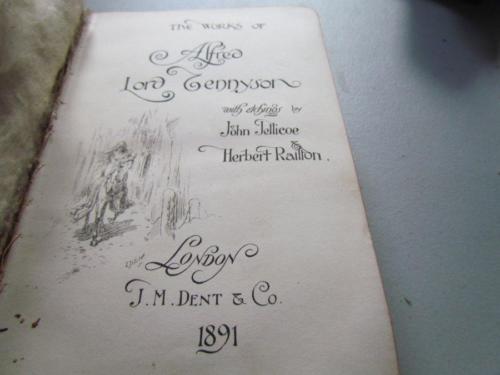 THE WORKS OF
Alfred
Lord Tennyson
with etchings by
John Jellicoe
&
Herbert Railton.
LONDON
J. M. DENT & Co.
1891